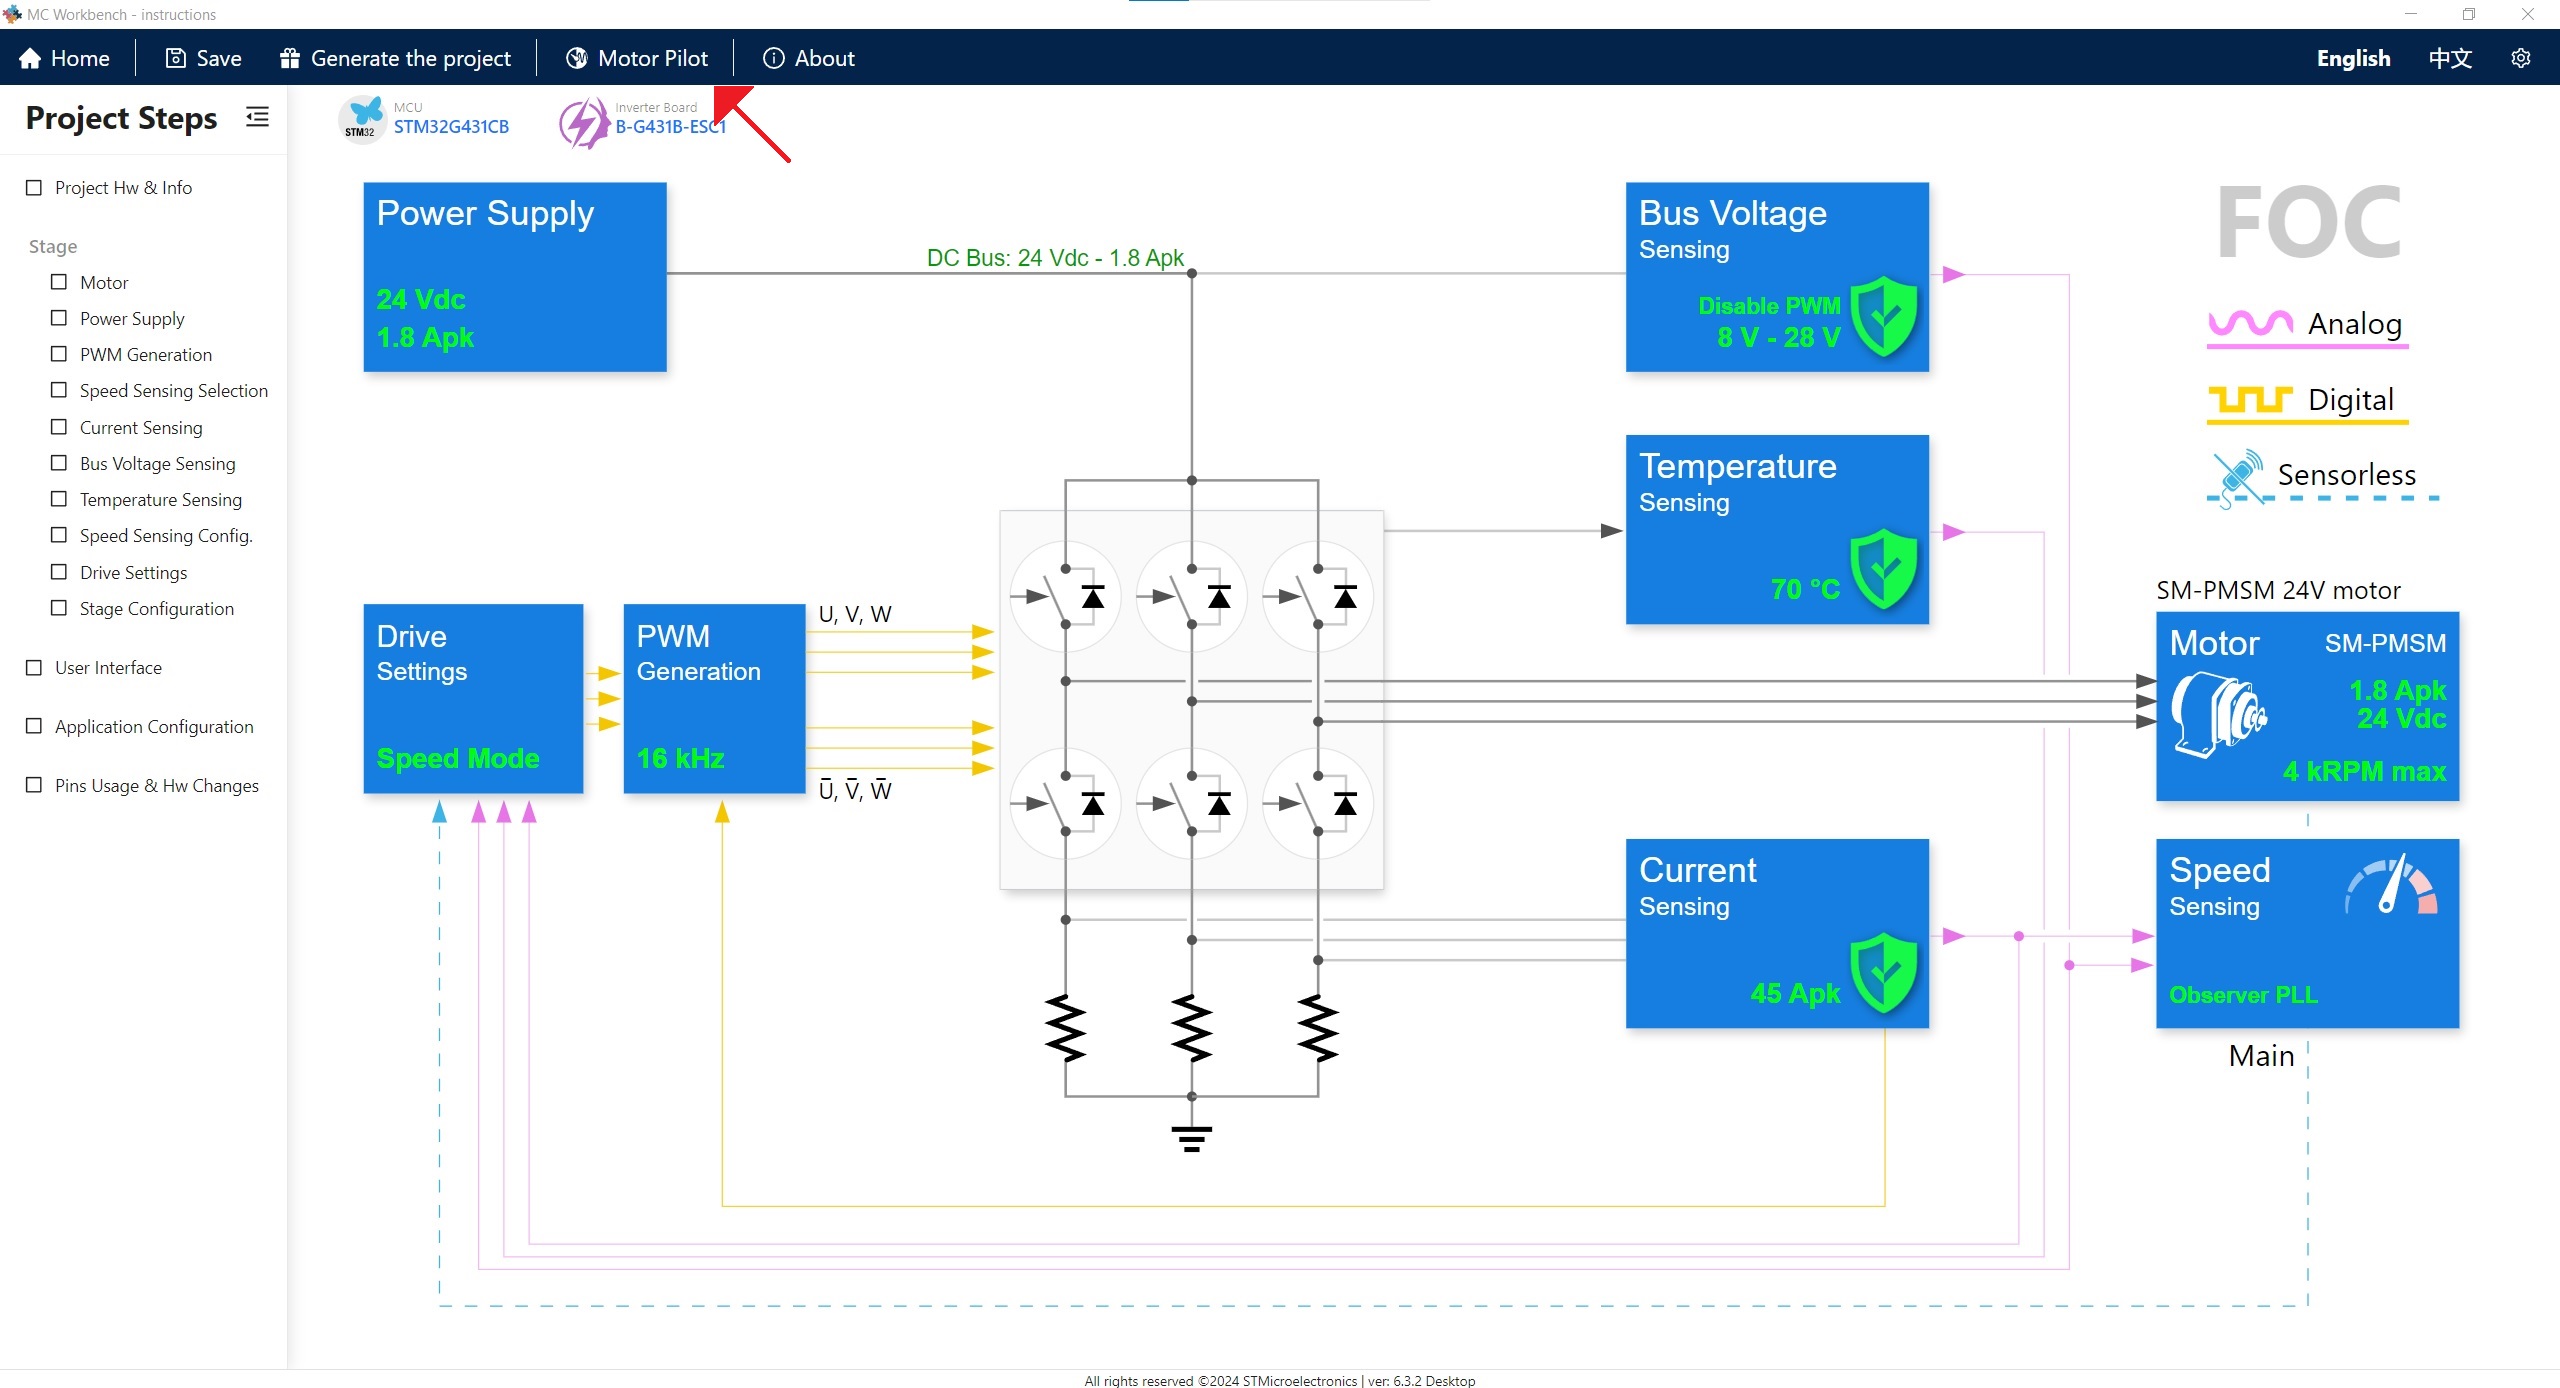 MC Workbench - instructions
Home
Save
Generate the project
Motor Pilot
About
English
中文
Project Steps
MCU
STM32G431CB
STM32
Inverter Board
B-G431B-ESC1
Project Hw & Info
Stage
Motor
Power Supply
PWM Generation
Speed Sensing Selection
Current Sensing
Bus Voltage Sensing
Temperature Sensing
Speed Sensing Config.
Drive Settings
Stage Configuration
User Interface
Application Configuration
Pins Usage & Hw Changes
Power Supply
24 Vdc
1.8 Apk
DC Bus: 24 Vdc - 1.8 Apk
Bus Voltage
Sensing
Disable PWM
8 V - 28 V
FOC
Analog
Digital
Sensorless
Temperature
Sensing
70 °C
Drive
Settings
Speed Mode
PWM
Generation
16 kHz
U, V, W
Ū, V̄, W̄
SM-PMSM 24V motor
Motor
SM-PMSM
1.8 Apk
24 Vdc
4 kRPM max
Current
Sensing
45 Apk
Speed
Sensing
Observer PLL
Main
All rights reserved ©2024 STMicroelectronics | ver: 6.3.2 Desktop